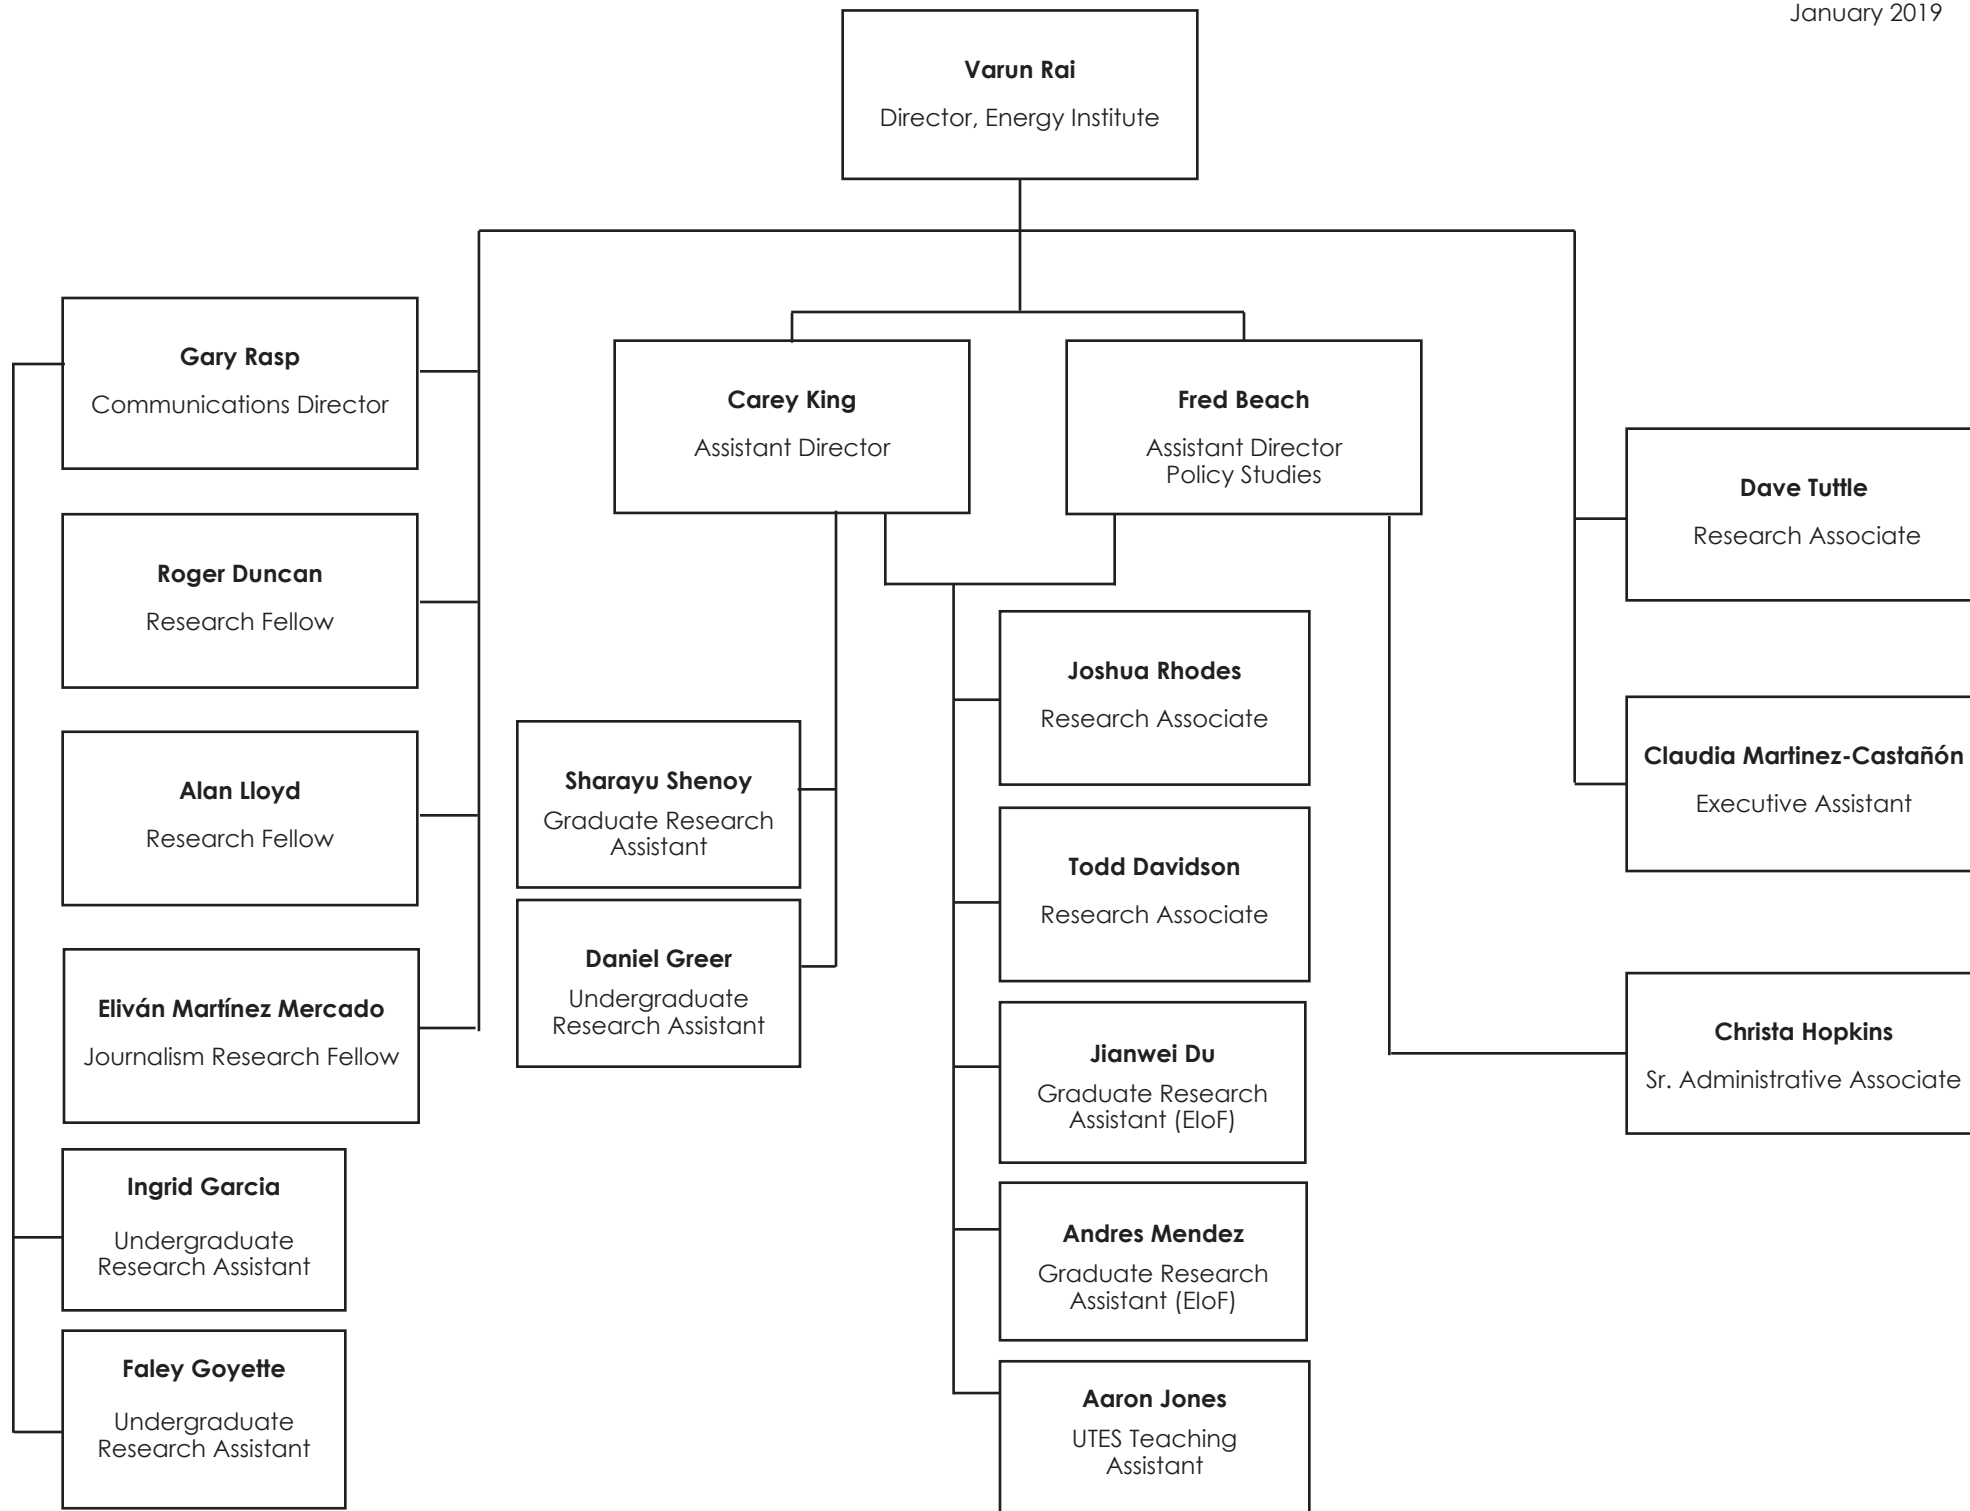 January 2019
Varun Rai
Director, Energy Institute
Gary Rasp
Communications Director
Carey King
Assistant Director
Fred Beach
Assistant Director
Policy Studies
Dave Tuttle
Research Associate
Roger Duncan
Research Fellow
Joshua Rhodes
Research Associate
Alan Lloyd
Research Fellow
Sharayu Shenoy
Graduate Research
Assistant
Claudia Martinez-Castañón
Executive Assistant
Todd Davidson
Research Associate
Eliván Martínez Mercado
Journalism Research Fellow
Daniel Greer
Undergraduate
Research Assistant
Jianwei Du
Graduate Research
Assistant (EIoF)
Christa Hopkins
Sr. Administrative Associate
Ingrid Garcia
Undergraduate
Research Assistant
Andres Mendez
Graduate Research
Assistant (EIoF)
Faley Goyette
Undergraduate
Research Assistant
Aaron Jones
UTES Teaching
Assistant